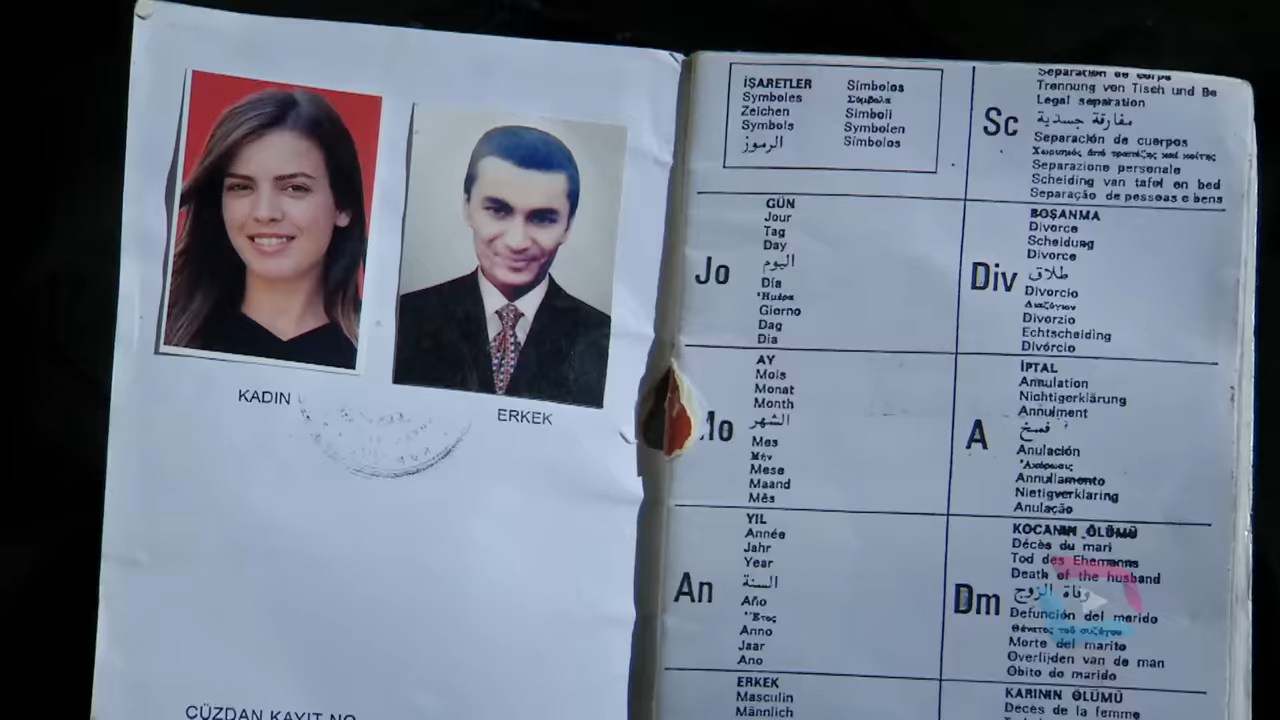 KADIN
ERKEK
CÜZDAN KAYIT NO
İŞARETLER
Symboles
Zeichen
Symbols
الرموز
Símbolos
Σύμβολα
Simboli
Symbolen
Símbolos
Jo
GÜN
Jour
Tag
Day
اليوم
Día
Ἡμέρα
Giorno
Dag
Dia
Mo
AY
Mois
Monat
Month
الشهر
Mes
Μήν
Mese
Maand
Mês
An
YIL
Année
Jahr
Year
السنة
Año
Ἔτος
Anno
Jaar
Ano
ERKEK
Masculin
Männlich
Sc
Séparation de corps
Trennung von Tisch und Be
Legal separation
مفارقة جسدية
Separación de cuerpos
Χωρισμός ἀπό τραπέζης καί κοίτης
Separazione personale
Scheiding van tafel en bed
Separação de pessoas e bens
Div
BOŞANMA
Divorce
Scheidung
Divorce
طلاق
Divorcio
Διαζύγιον
Divorzio
Echtscheiding
Divórcio
A
İPTAL
Annulation
Nichtigerklärung
Annulment
فسخ
Anulación
Ἀκύρωσις
Annullamento
Nietigverklaring
Anulação
Dm
KOCANIN ÖLÜMÜ
Décès du mari
Tod des Ehemanns
Death of the husband
وفاة الزوج
Defunción del marido
Θάνατος τοῦ συζύγου
Morte del marito
Overlijden van de man
Óbito do marido
KARININ ÖLÜMÜ
Décès de la femme